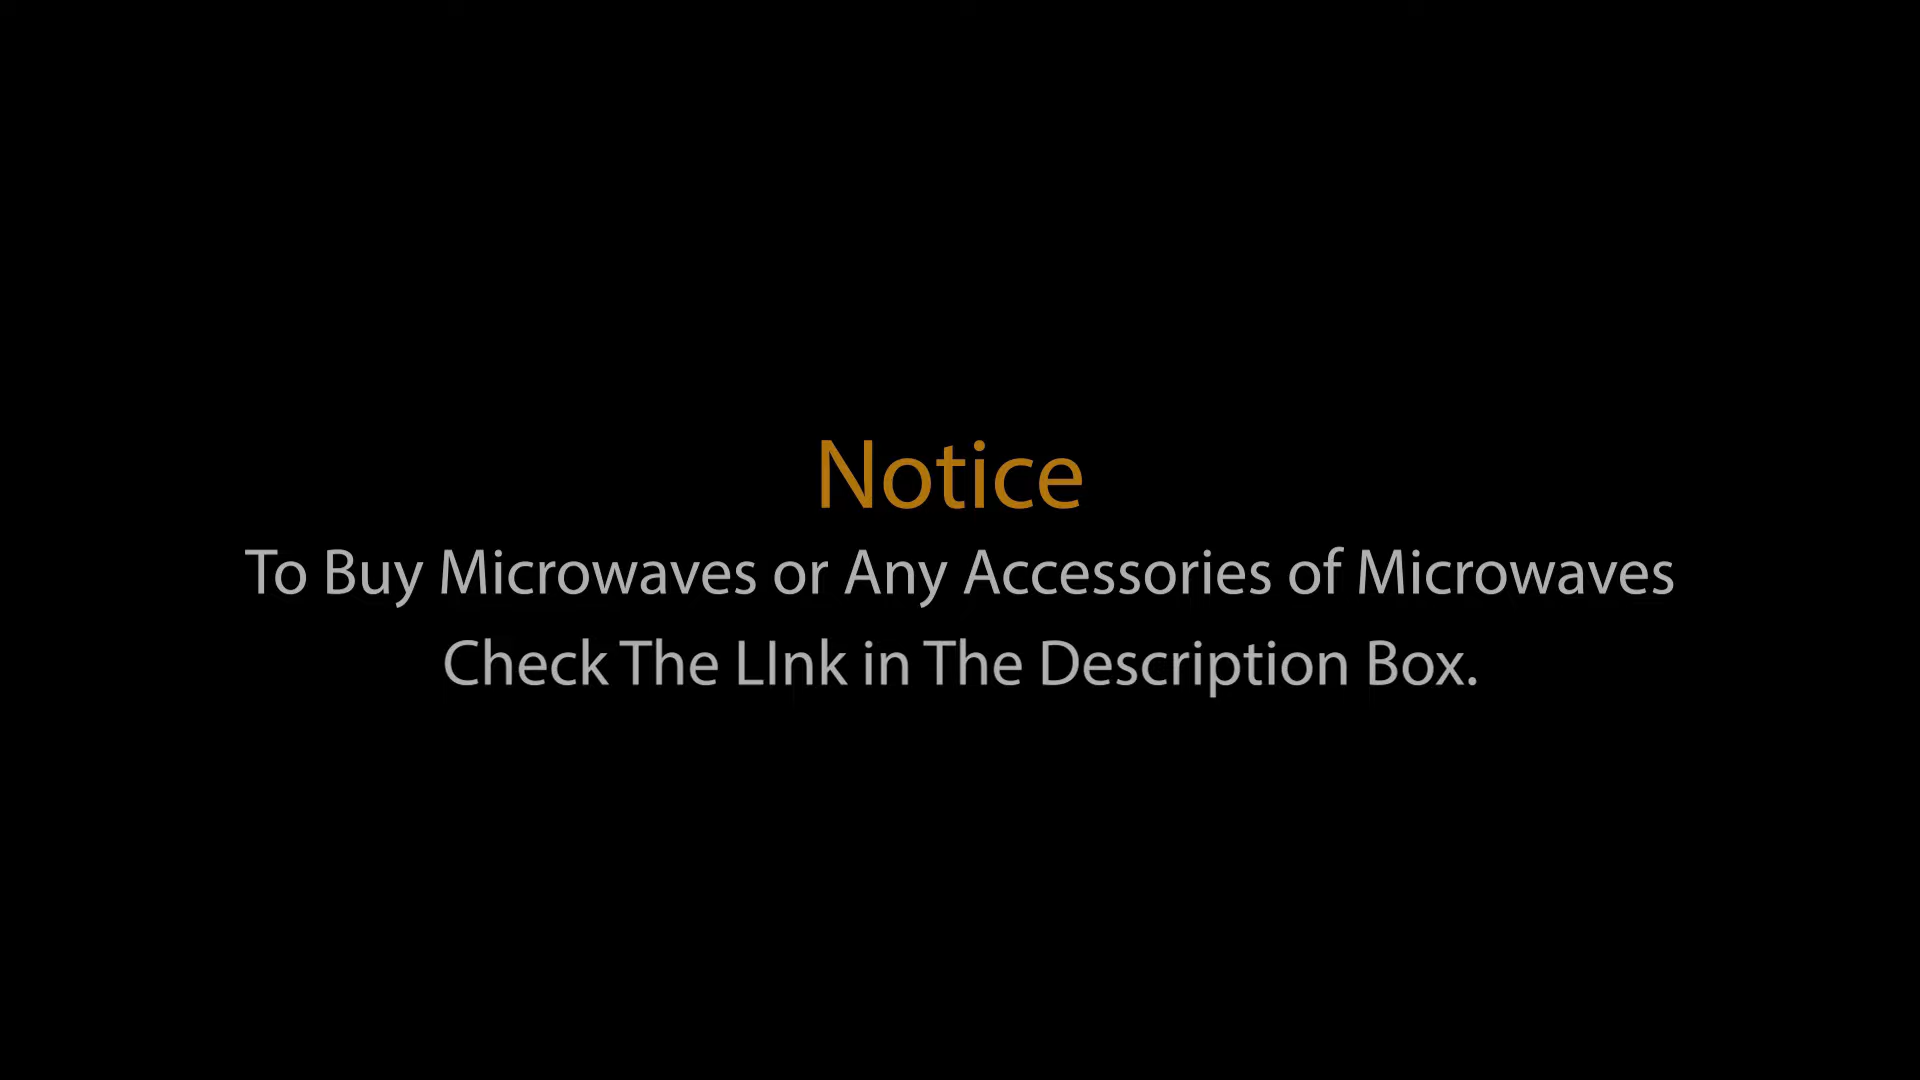 Notice
To Buy Microwaves or Any Accessories of Microwaves
Check The LInk in The Description Box.